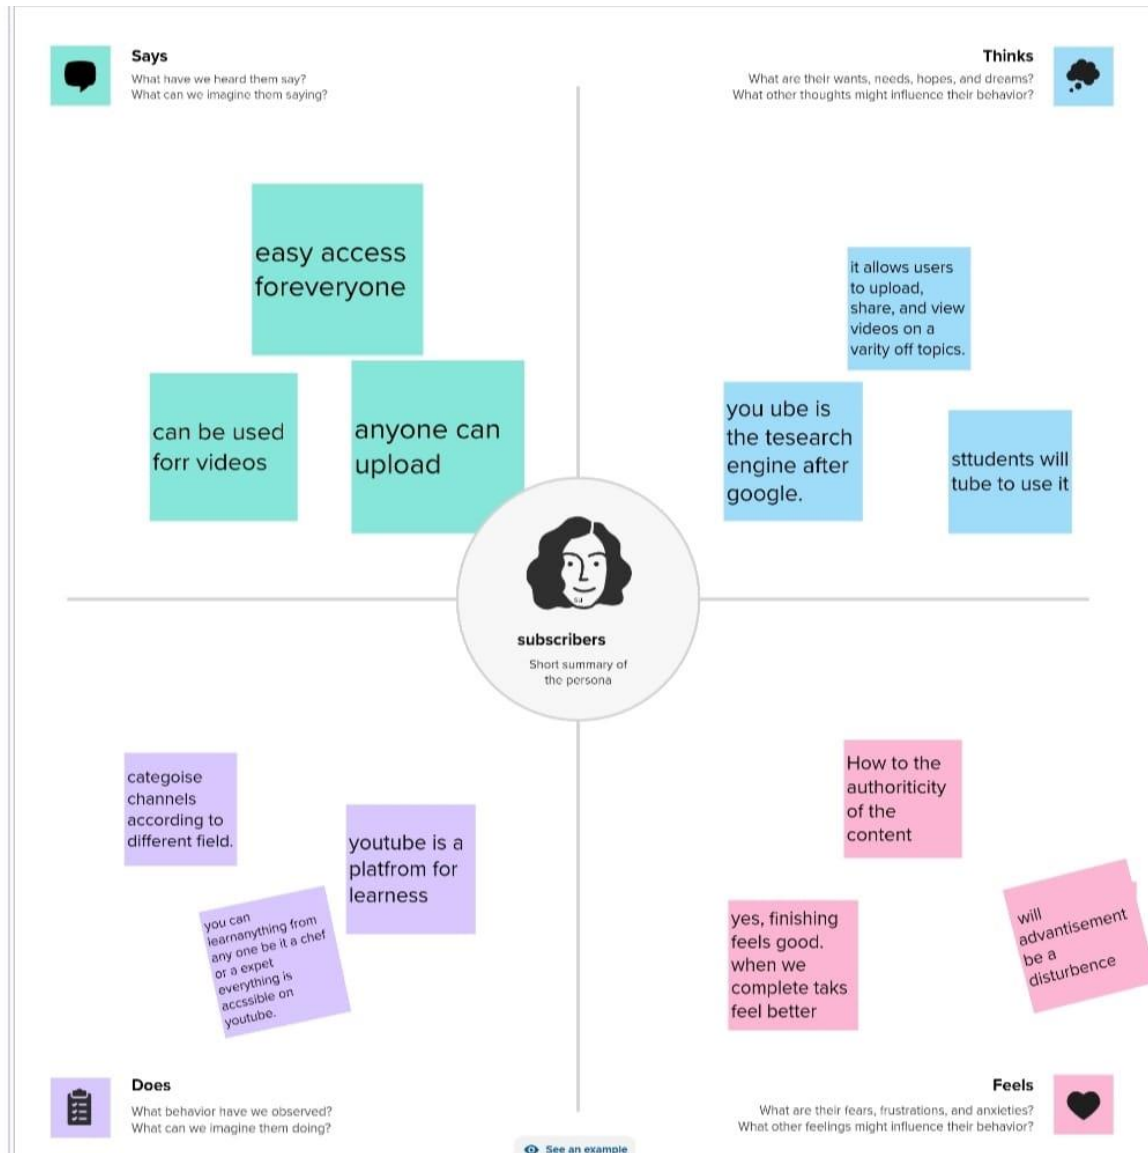 Says
What have we heard them say?
What can we imagine them saying?
Thinks
What are their wants, needs, hopes, and dreams?
What other thoughts might influence their behavior?
easy access
foreveryone
can be used
forr videos
anyone can
upload
it allows users
to upload,
share, and view
videos on a
varity off topics.
you ube is
the tesearch
engine after
google.
sttudents will
tube to use it
subscribers
Short summary of
the persona
categoise
channels
according to
different field.
youtube is a
platfrom for
learness
you can
learnanything from
any one be it a chef
or a expet
everything is
accssible on
youtube.
How to the
authoriticity
of the
content
yes, finishing
feels good.
when we
complete taks
feel better
will
advantisement
be a
disturbence
Does
What behavior have we observed?
What can we imagine them doing?
Feels
What are their fears, frustrations, and anxieties?
What other feelings might influence their behavior?
See an example